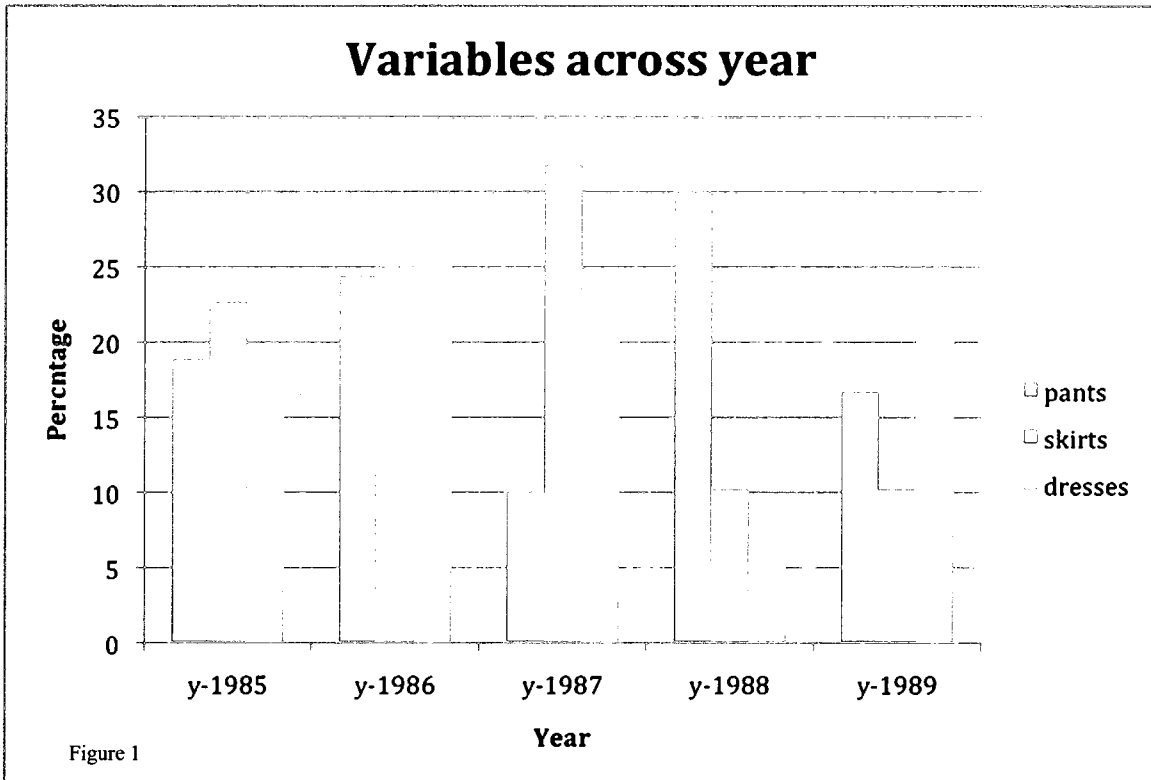 Variables across year
35
30
25
20
15
10
5
0
Percntage
y-1985
y-1986
y-1987
y-1988
y-1989
Year
pants
skirts
dresses
Figure 1